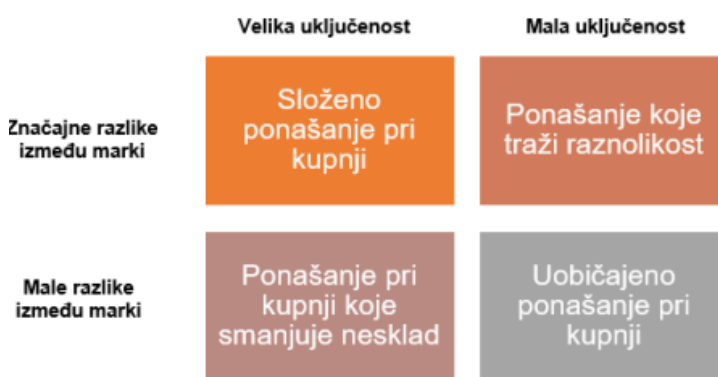 Velika uključenost
Mala uključenost
Značajne razlike
između marki
Složeno
ponašanje pri
kupnji
Ponašanje koje
traži raznolikost
Male razlike
između marki
Ponašanje pri
kupnji koje
smanjuje nesklad
Uobičajeno
ponašanje pri
kupnji